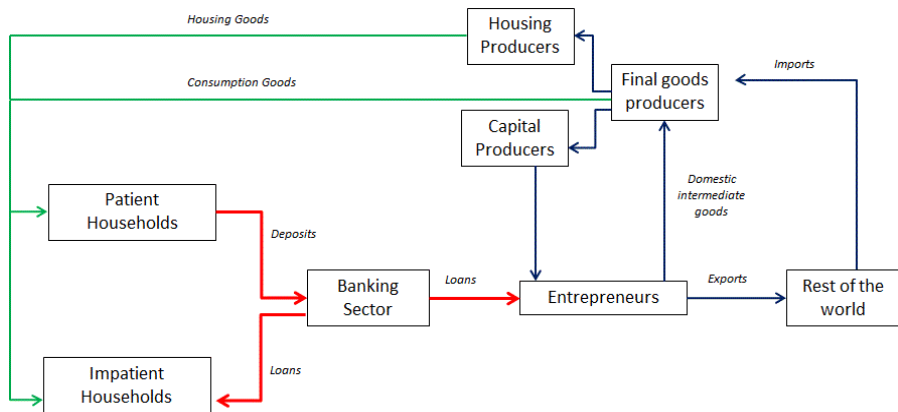 Housing Goods
Housing
Producers
Consumption Goods
Final goods
producers
Imports
Capital
Producers
Domestic
intermediate
goods
Patient
Households
Deposits
Banking
Sector
Loans
Entrepreneurs
Exports
Rest of the
world
Loans
Impatient
Households